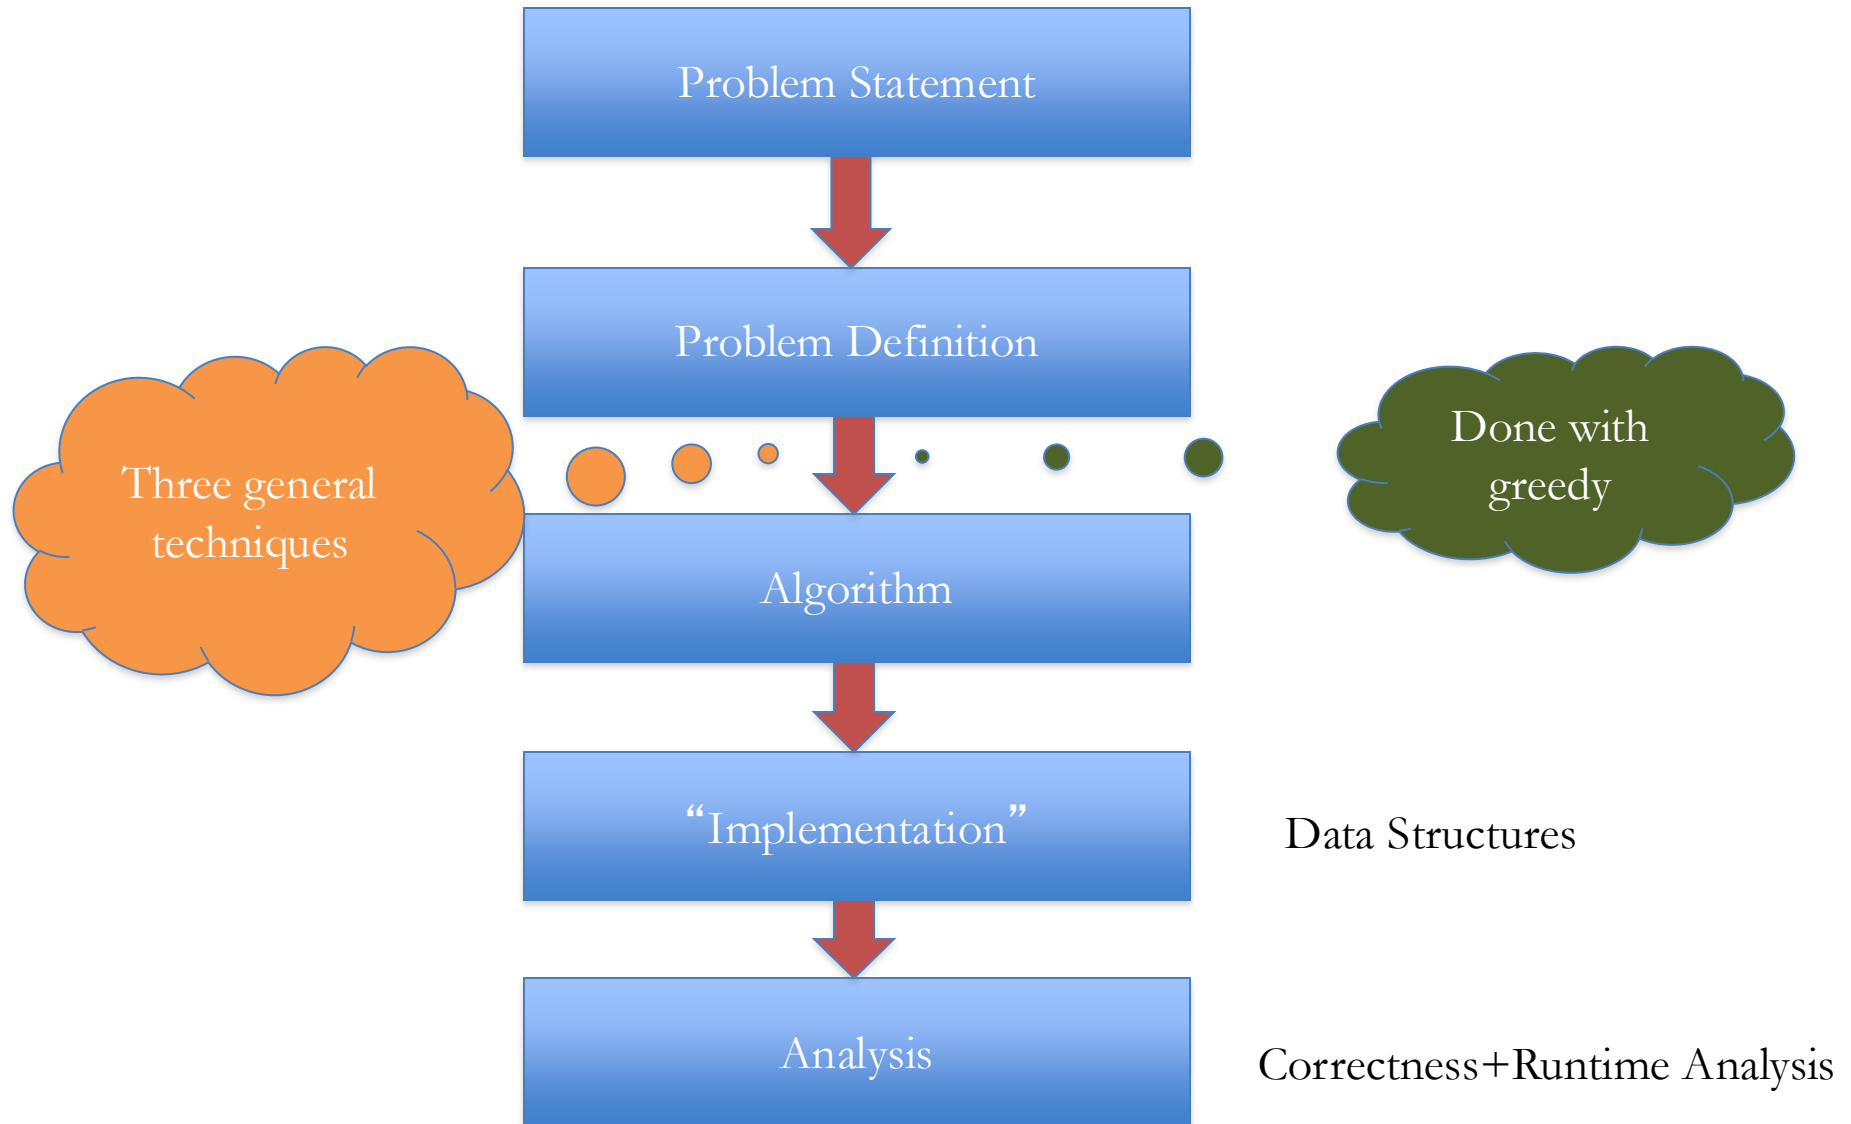 Problem Statement
Problem Definition
Three general
techniques
Done with
greedy
Algorithm
“Implementation”
Data Structures
Analysis
Correctness+Runtime Analysis